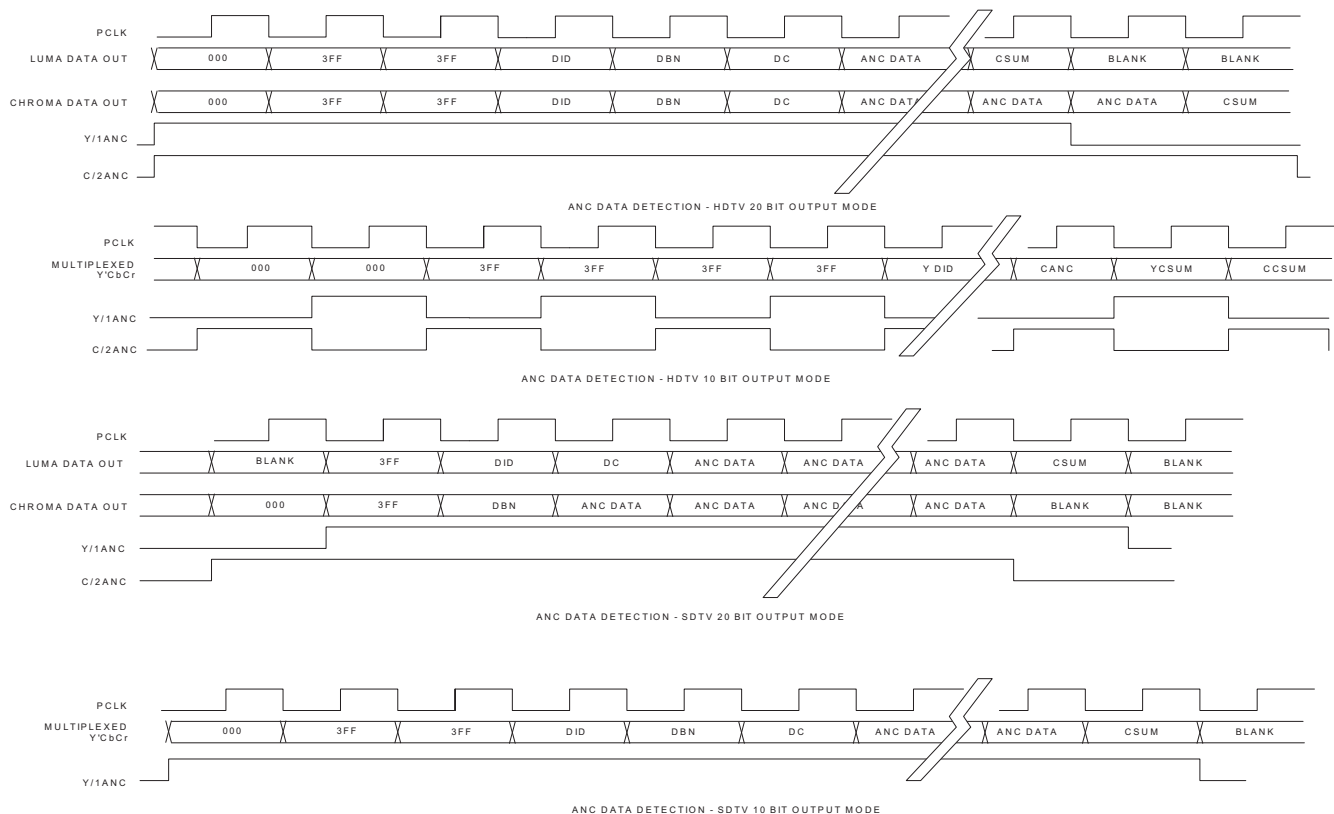 PCLK
LUMA DATA OUT 000 3FF 3FF DID DBN DC ANC DATA CSUM BLANK BLANK
CHROMA DATA OUT 000 3FF 3FF DID DBN DC ANC DATA ANC DATA ANC DATA CSUM
Y/1ANC
C/2ANC
ANC DATA DETECTION - HDTV 20 BIT OUTPUT MODE
PCLK
MULTIPLEXED
Y'CbCr 000 000 3FF 3FF 3FF 3FF Y DID CANC YCSUM CCSUM
Y/1ANC
C/2ANC
ANC DATA DETECTION - HDTV 10 BIT OUTPUT MODE
PCLK
LUMA DATA OUT BLANK 3FF DID DC ANC DATA ANC DATA ANC DATA CSUM BLANK
CHROMA DATA OUT 000 3FF DBN ANC DATA ANC DATA ANC DATA ANC DATA BLANK BLANK
Y/1ANC
C/2ANC
ANC DATA DETECTION - SDTV 20 BIT OUTPUT MODE
PCLK
MULTIPLEXED
Y'CbCr 000 3FF 3FF DID DBN DC ANC DATA ANC DATA CSUM BLANK
Y/1ANC
ANC DATA DETECTION - SDTV 10 BIT OUTPUT MODE